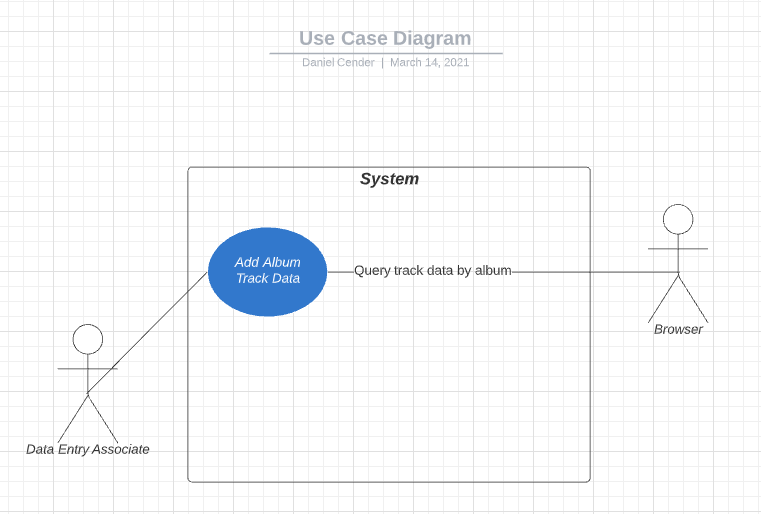 Use Case Diagram
Daniel Cender | March 14, 2021
System
Add Album
Track Data
Query track data by album
Browser
Data Entry Associate